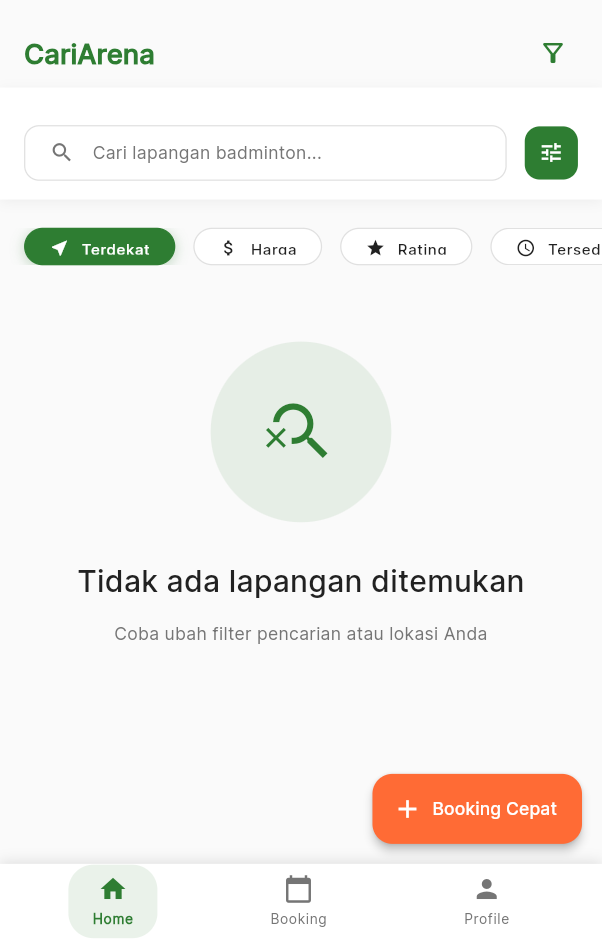 CariArena
Cari lapangan badminton...
Terdekat
$ Harga
Rating
Tersed
Tidak ada lapangan ditemukan
Coba ubah filter pencarian atau lokasi Anda
+ Booking Cepat
Home
Booking
Profile